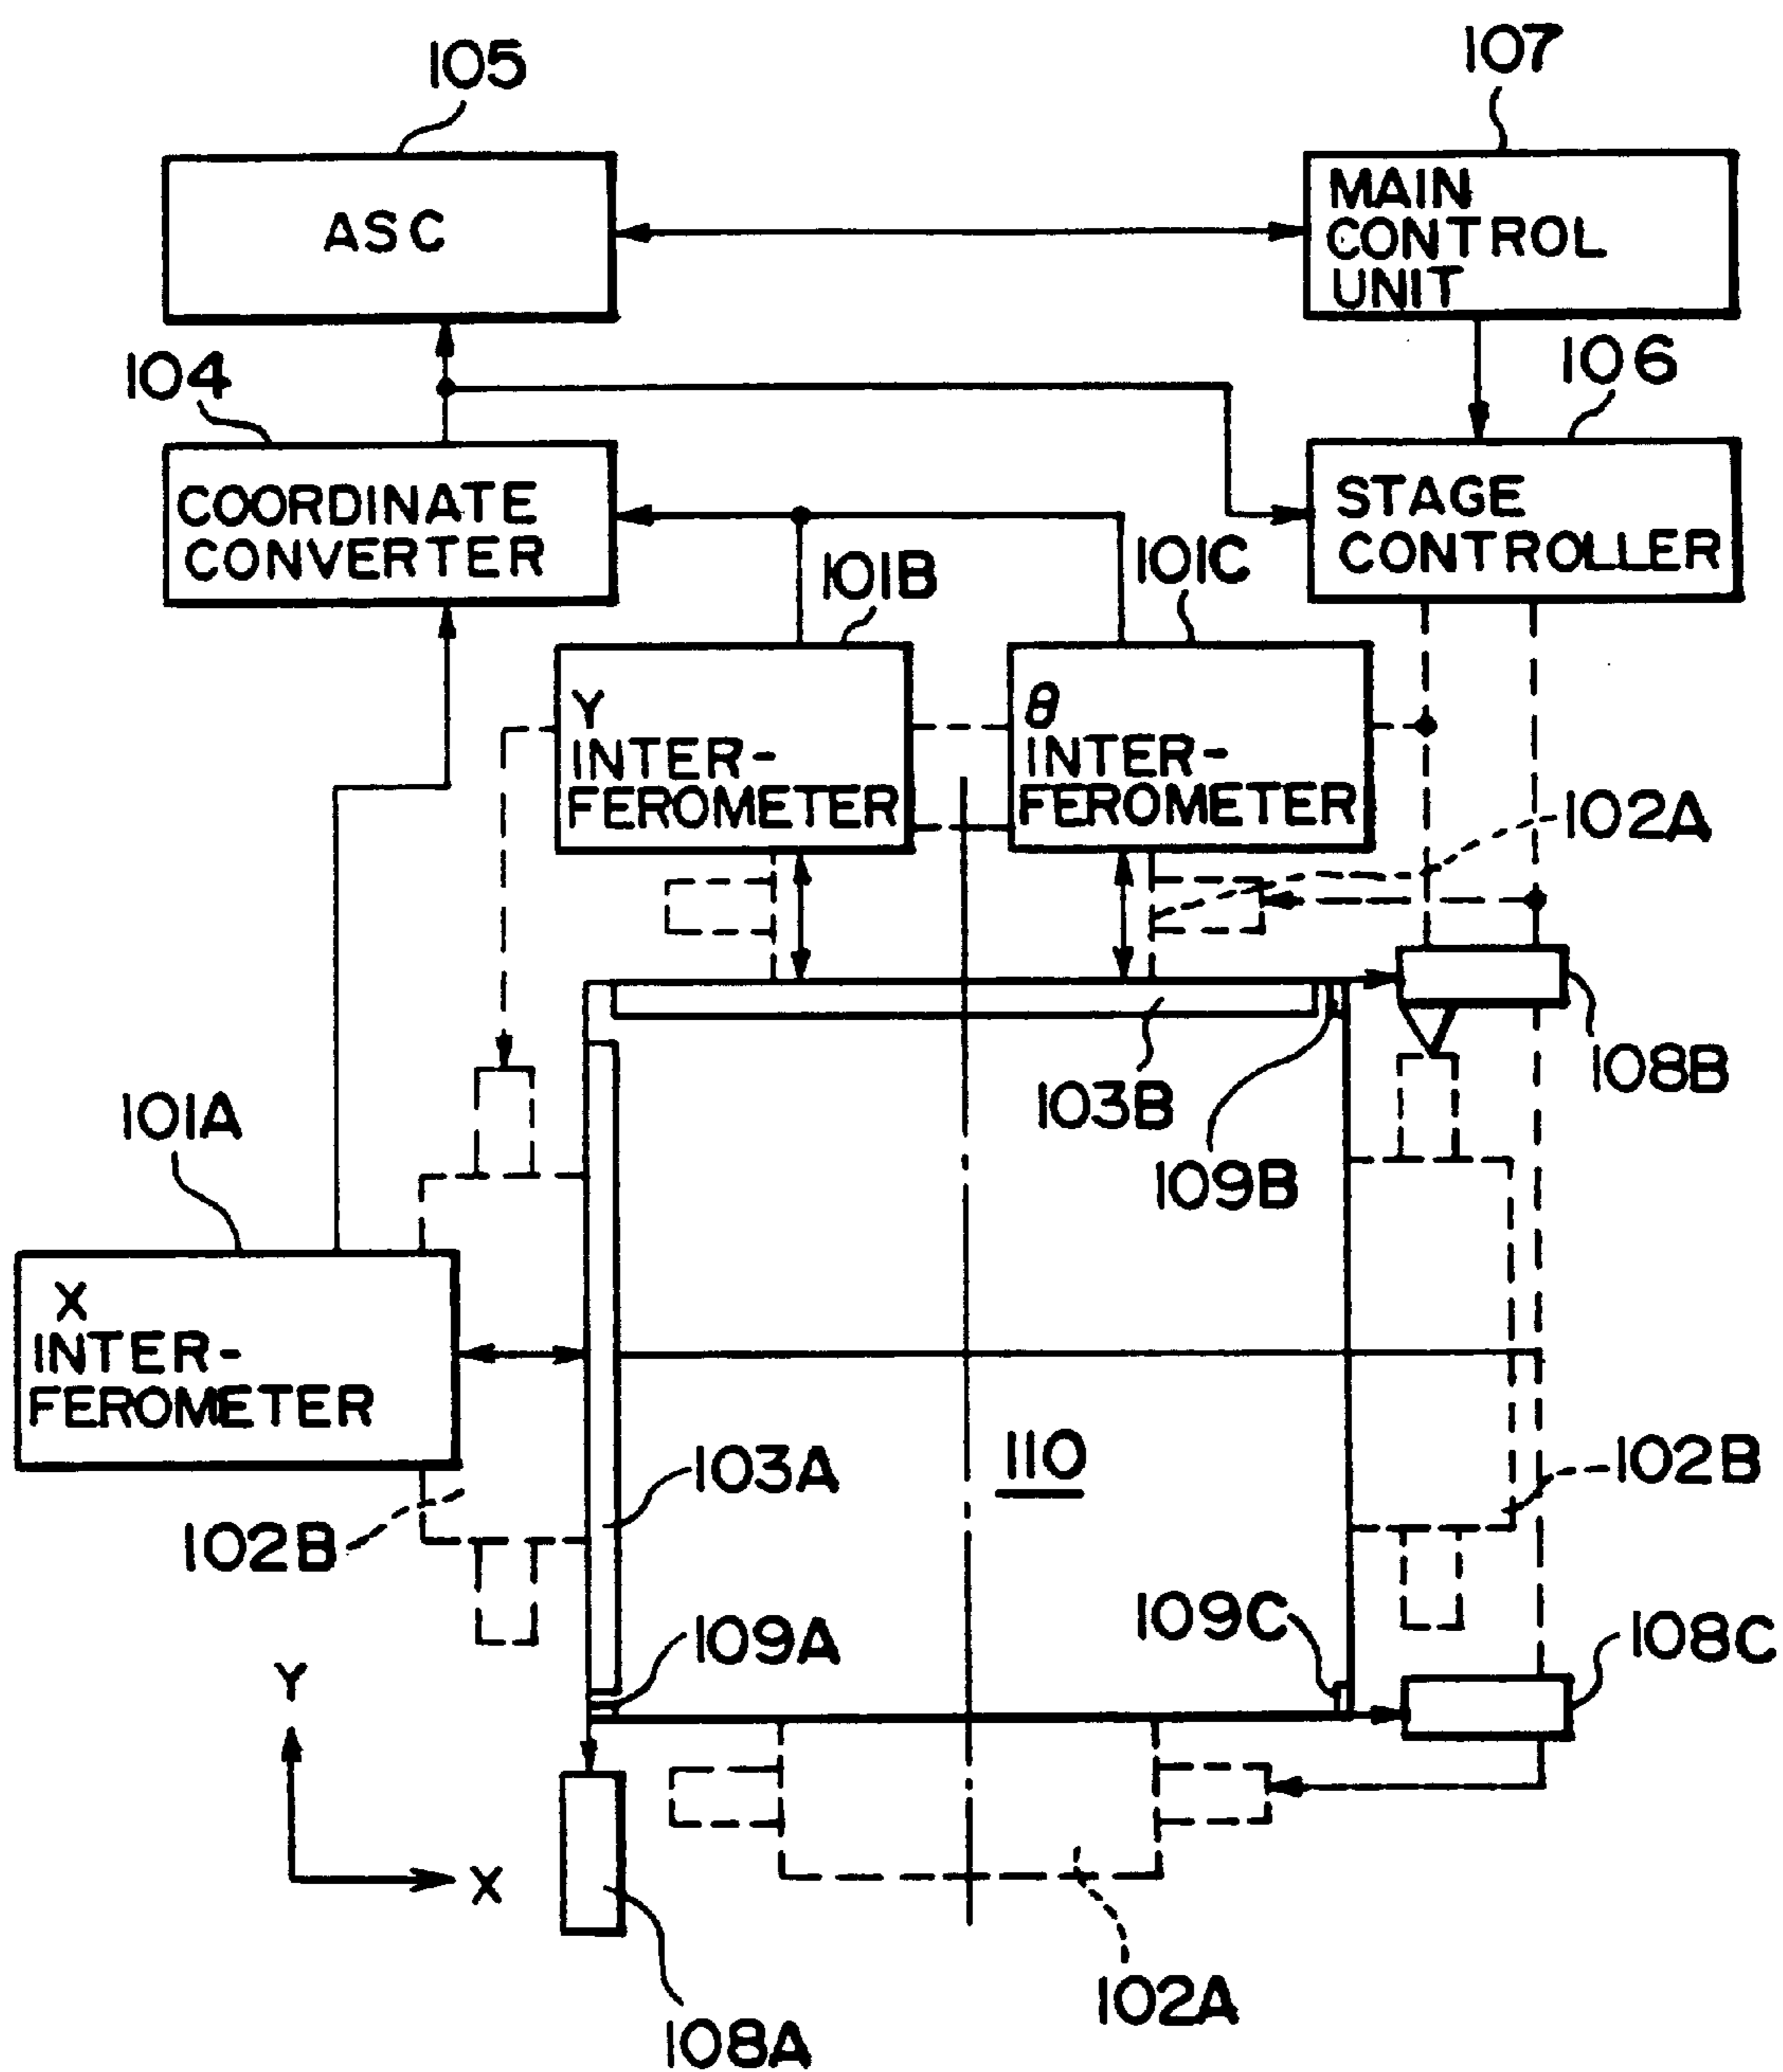 105
107
ASC
MAIN
CONTROL
UNIT
104
106
COORDINATE
CONVERTER
STAGE
CONTROLLER
101B
101C
Y
INTER-
FEROMETER
θ
INTER-
FEROMETER
102A
103B
109B
108B
101A
X
INTER-
FEROMETER
103A
110
102B
102B
109A
109C
108C
Y
X
102A
108A